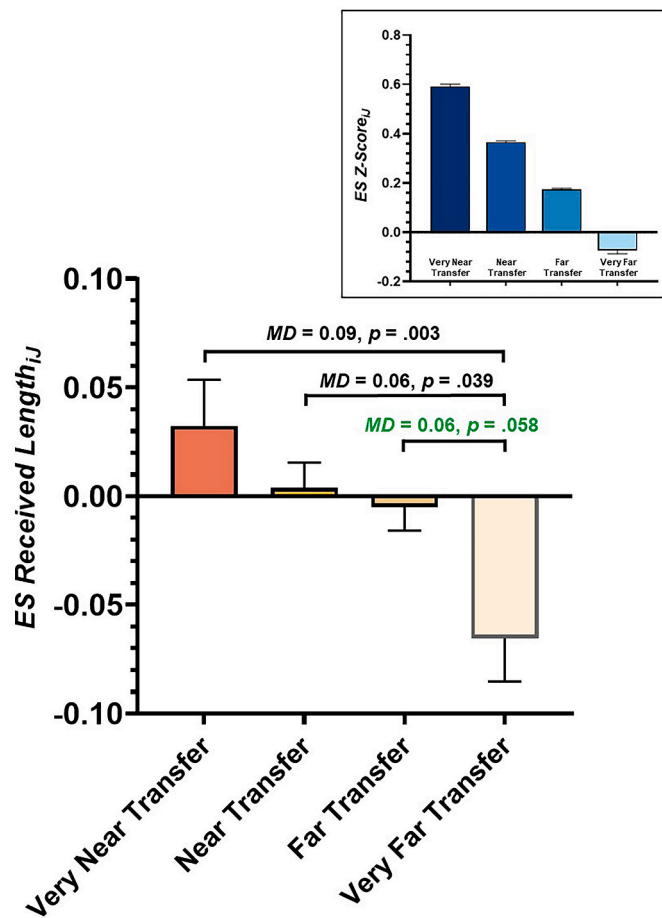 0.8
0.6
0.4
0.2
0.0
-0.2
ES Z-Score_iJ
Very Near
Transfer
Near
Transfer
Far
Transfer
Very Far
Transfer
0.10
0.05
0.00
-0.05
-0.10
ES Received Length_iJ
MD = 0.09, p = .003
MD = 0.06, p = .039
MD = 0.06, p = .058
Very Near Transfer
Near Transfer
Far Transfer
Very Far Transfer